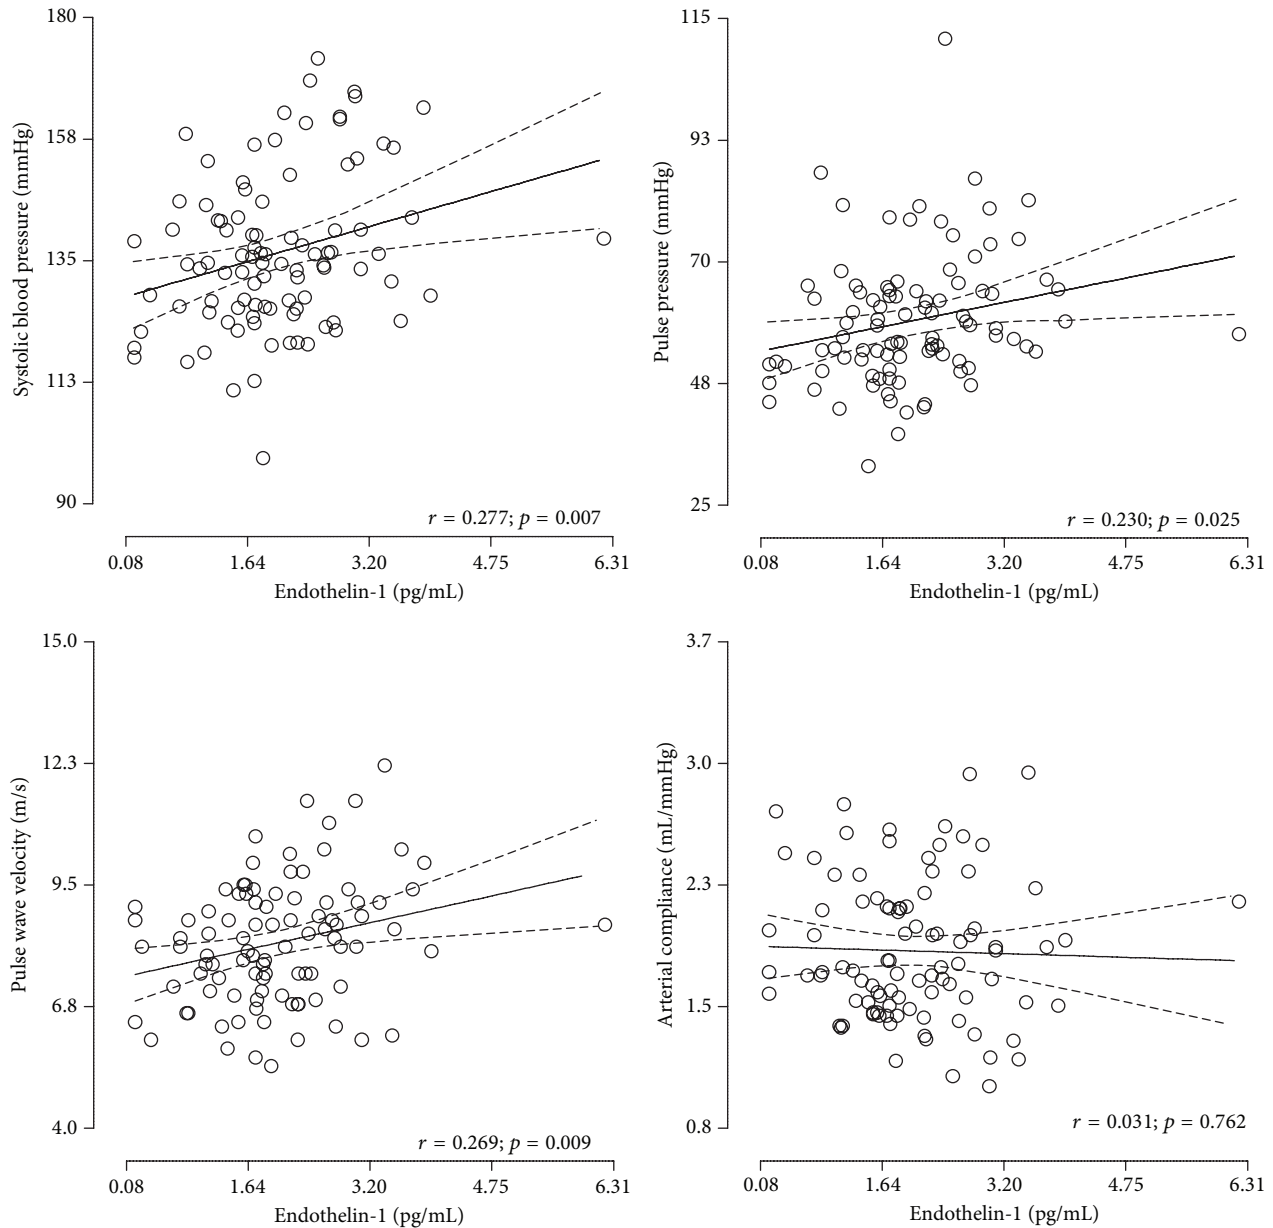 180
158
135
113
90
Systolic blood pressure (mmHg)
r = 0.277; p = 0.007
0.08 1.64 3.20 4.75 6.31
Endothelin-1 (pg/mL)
115
93
70
48
25
Pulse pressure (mmHg)
r = 0.230; p = 0.025
0.08 1.64 3.20 4.75 6.31
Endothelin-1 (pg/mL)
15.0
12.3
9.5
6.8
4.0
Pulse wave velocity (m/s)
r = 0.269; p = 0.009
0.08 1.64 3.20 4.75 6.31
Endothelin-1 (pg/mL)
3.7
3.0
2.3
1.5
0.8
Arterial compliance (mL/mmHg)
r = 0.031; p = 0.762
0.08 1.64 3.20 4.75 6.31
Endothelin-1 (pg/mL)